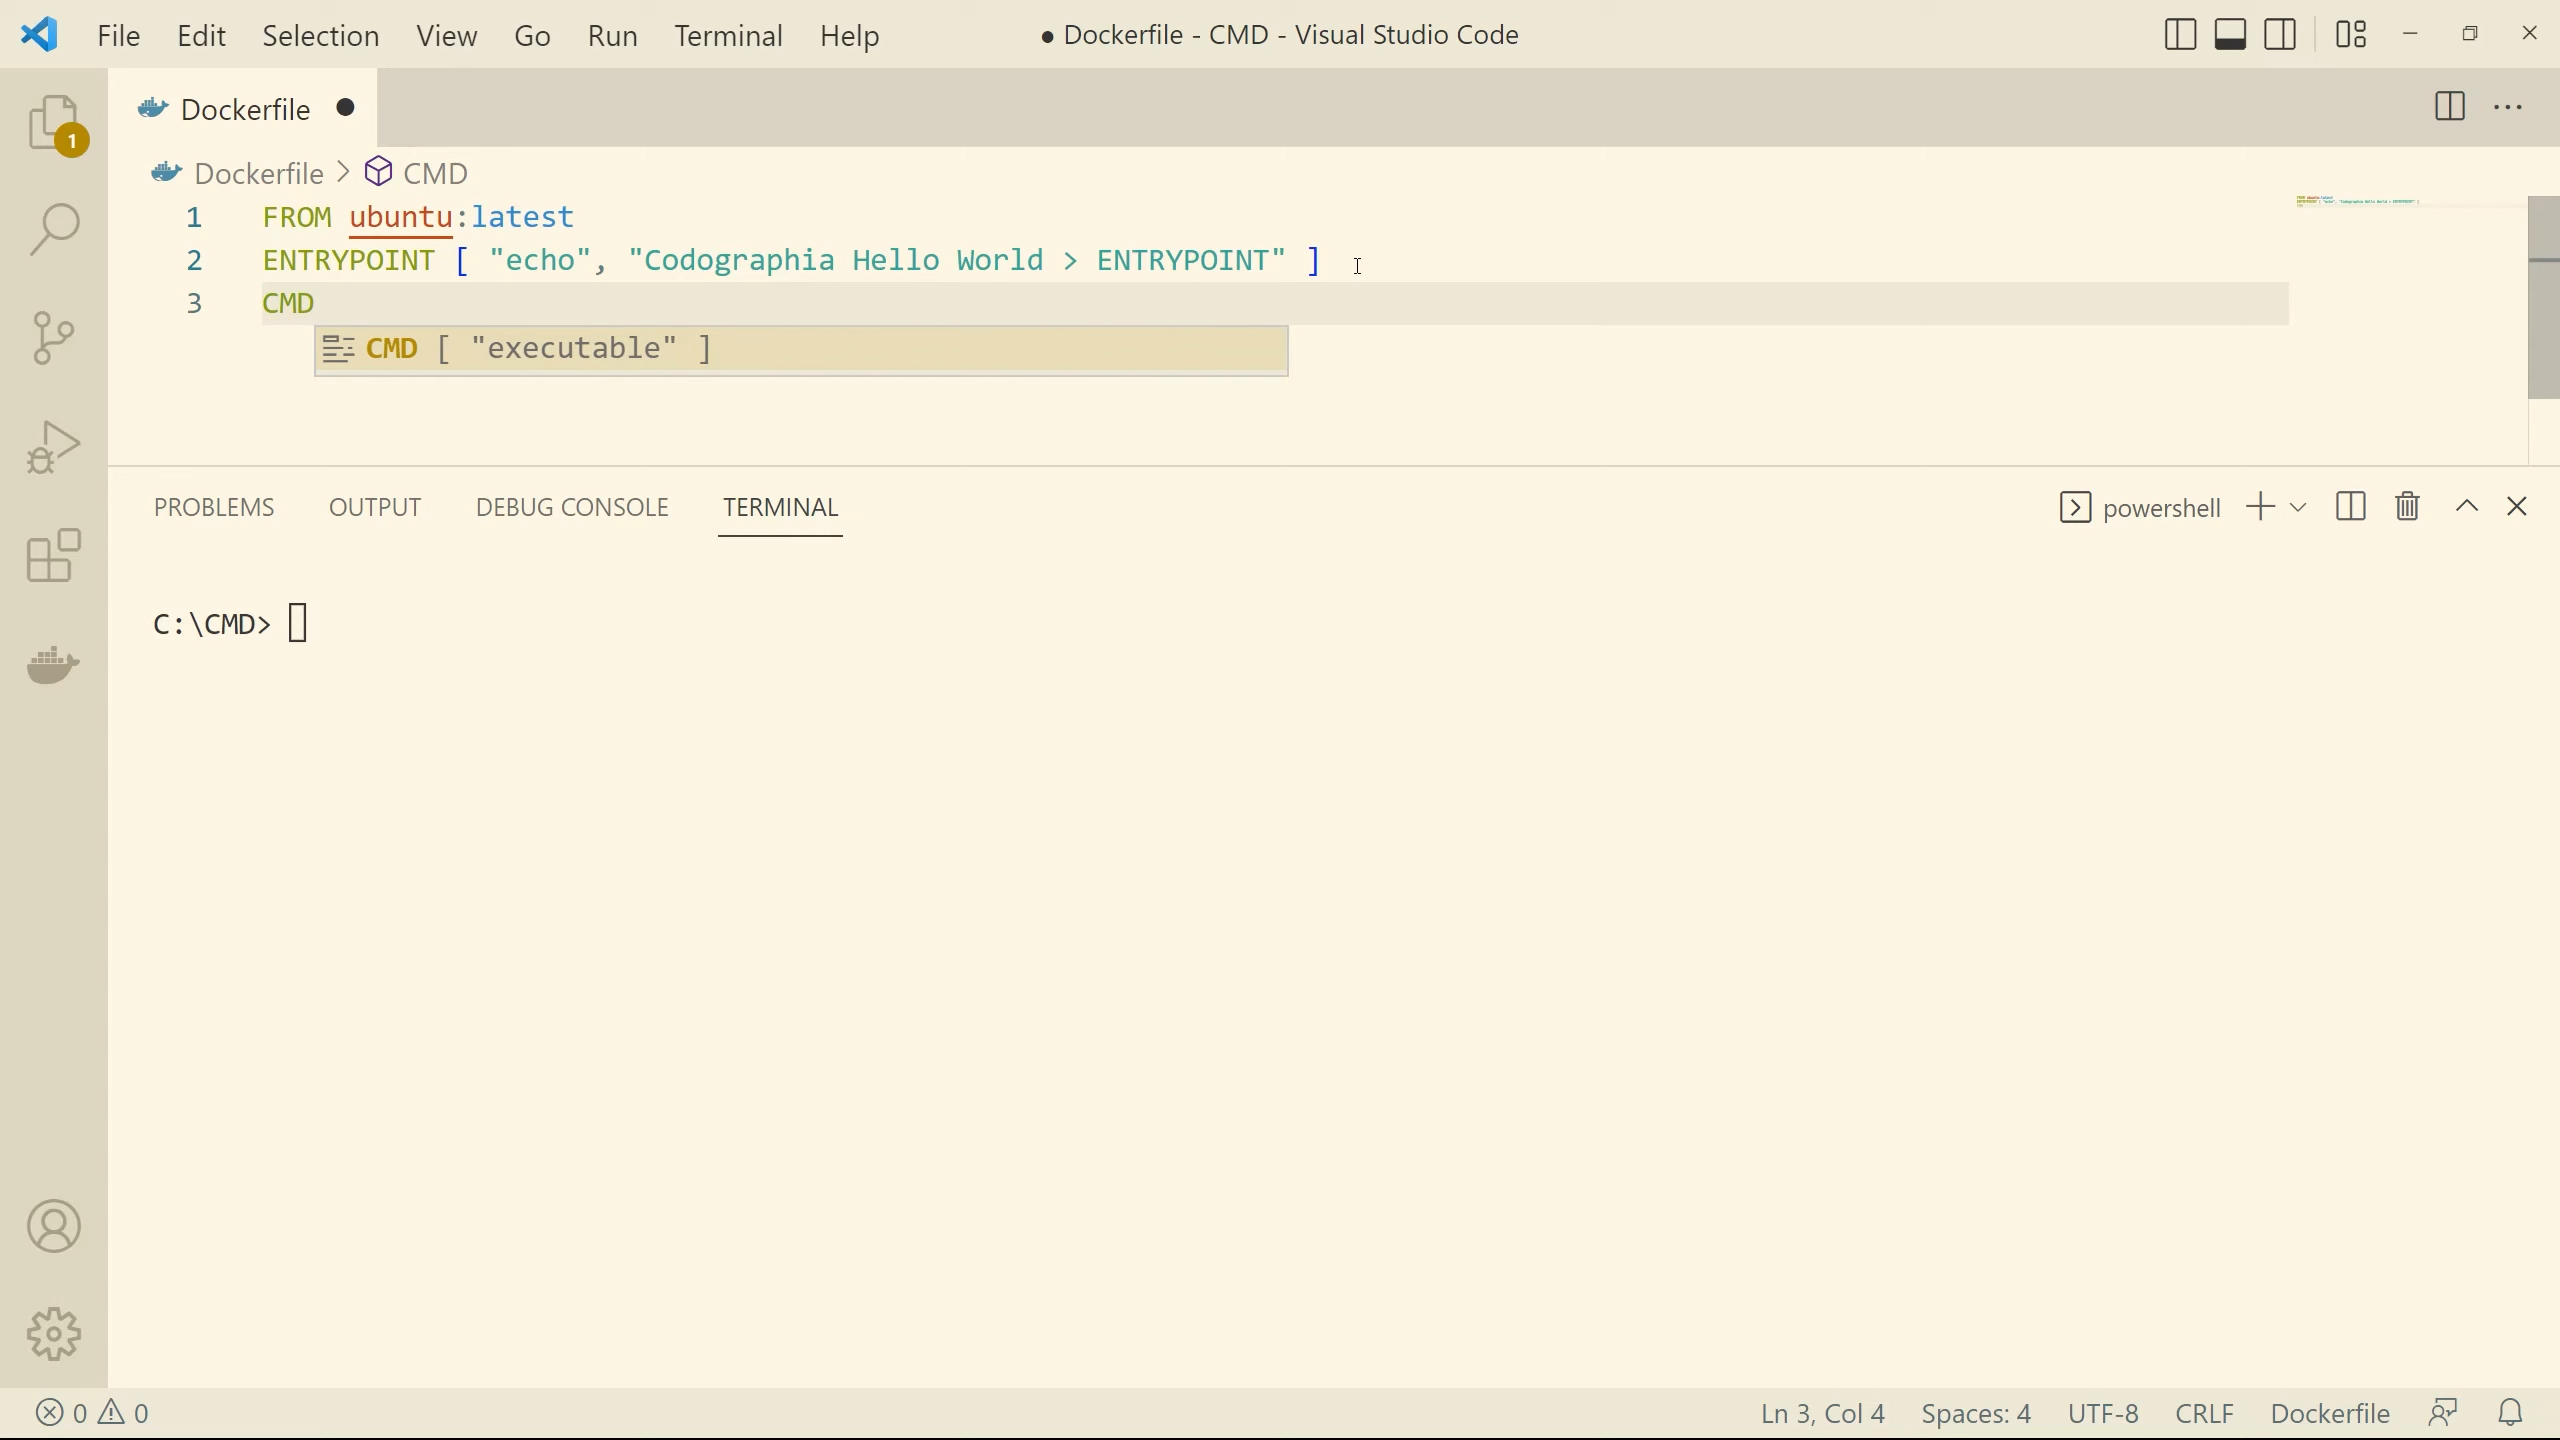 File Edit Selection View Go Run Terminal Help
● Dockerfile - CMD - Visual Studio Code
Dockerfile ●
1
Dockerfile > CMD
1 FROM ubuntu:latest
2 ENTRYPOINT [ "echo", "Codographia Hello World > ENTRYPOINT" ]
3 CMD
CMD [ "executable" ]
PROBLEMS OUTPUT DEBUG CONSOLE TERMINAL
powershell
C:\CMD>
0 0
Ln 3, Col 4 Spaces: 4 UTF-8 CRLF Dockerfile